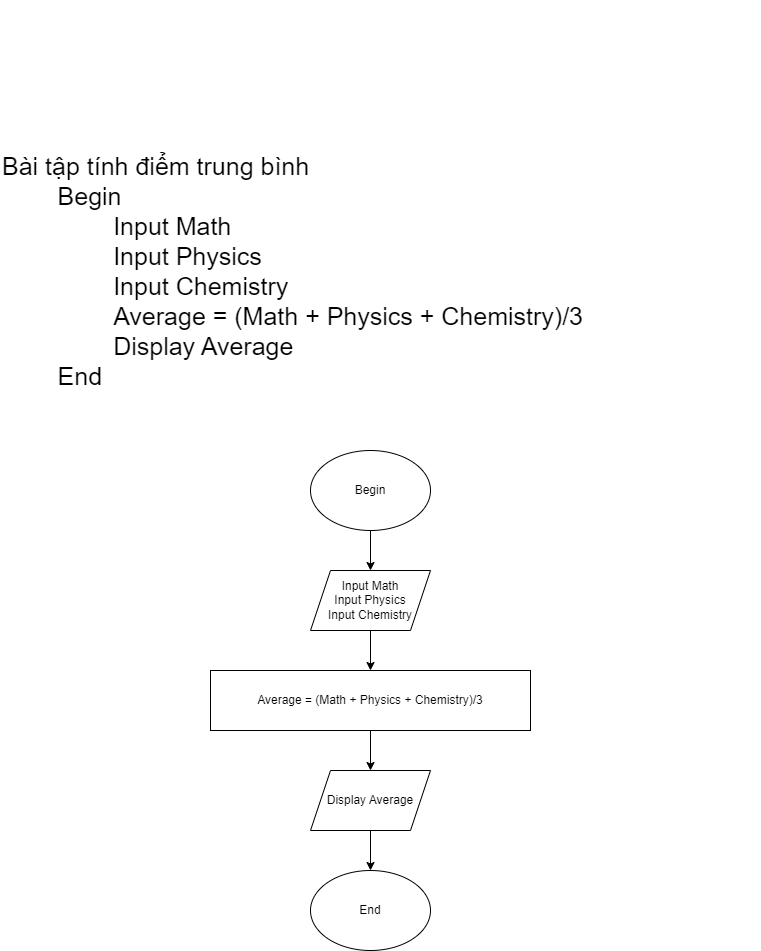 Bài tập tính điểm trung bình
Begin
Input Math
Input Physics
Input Chemistry
Average = (Math + Physics + Chemistry)/3
Display Average
End
Begin
Input Math
Input Physics
Input Chemistry
Average = (Math + Physics + Chemistry)/3
Display Average
End